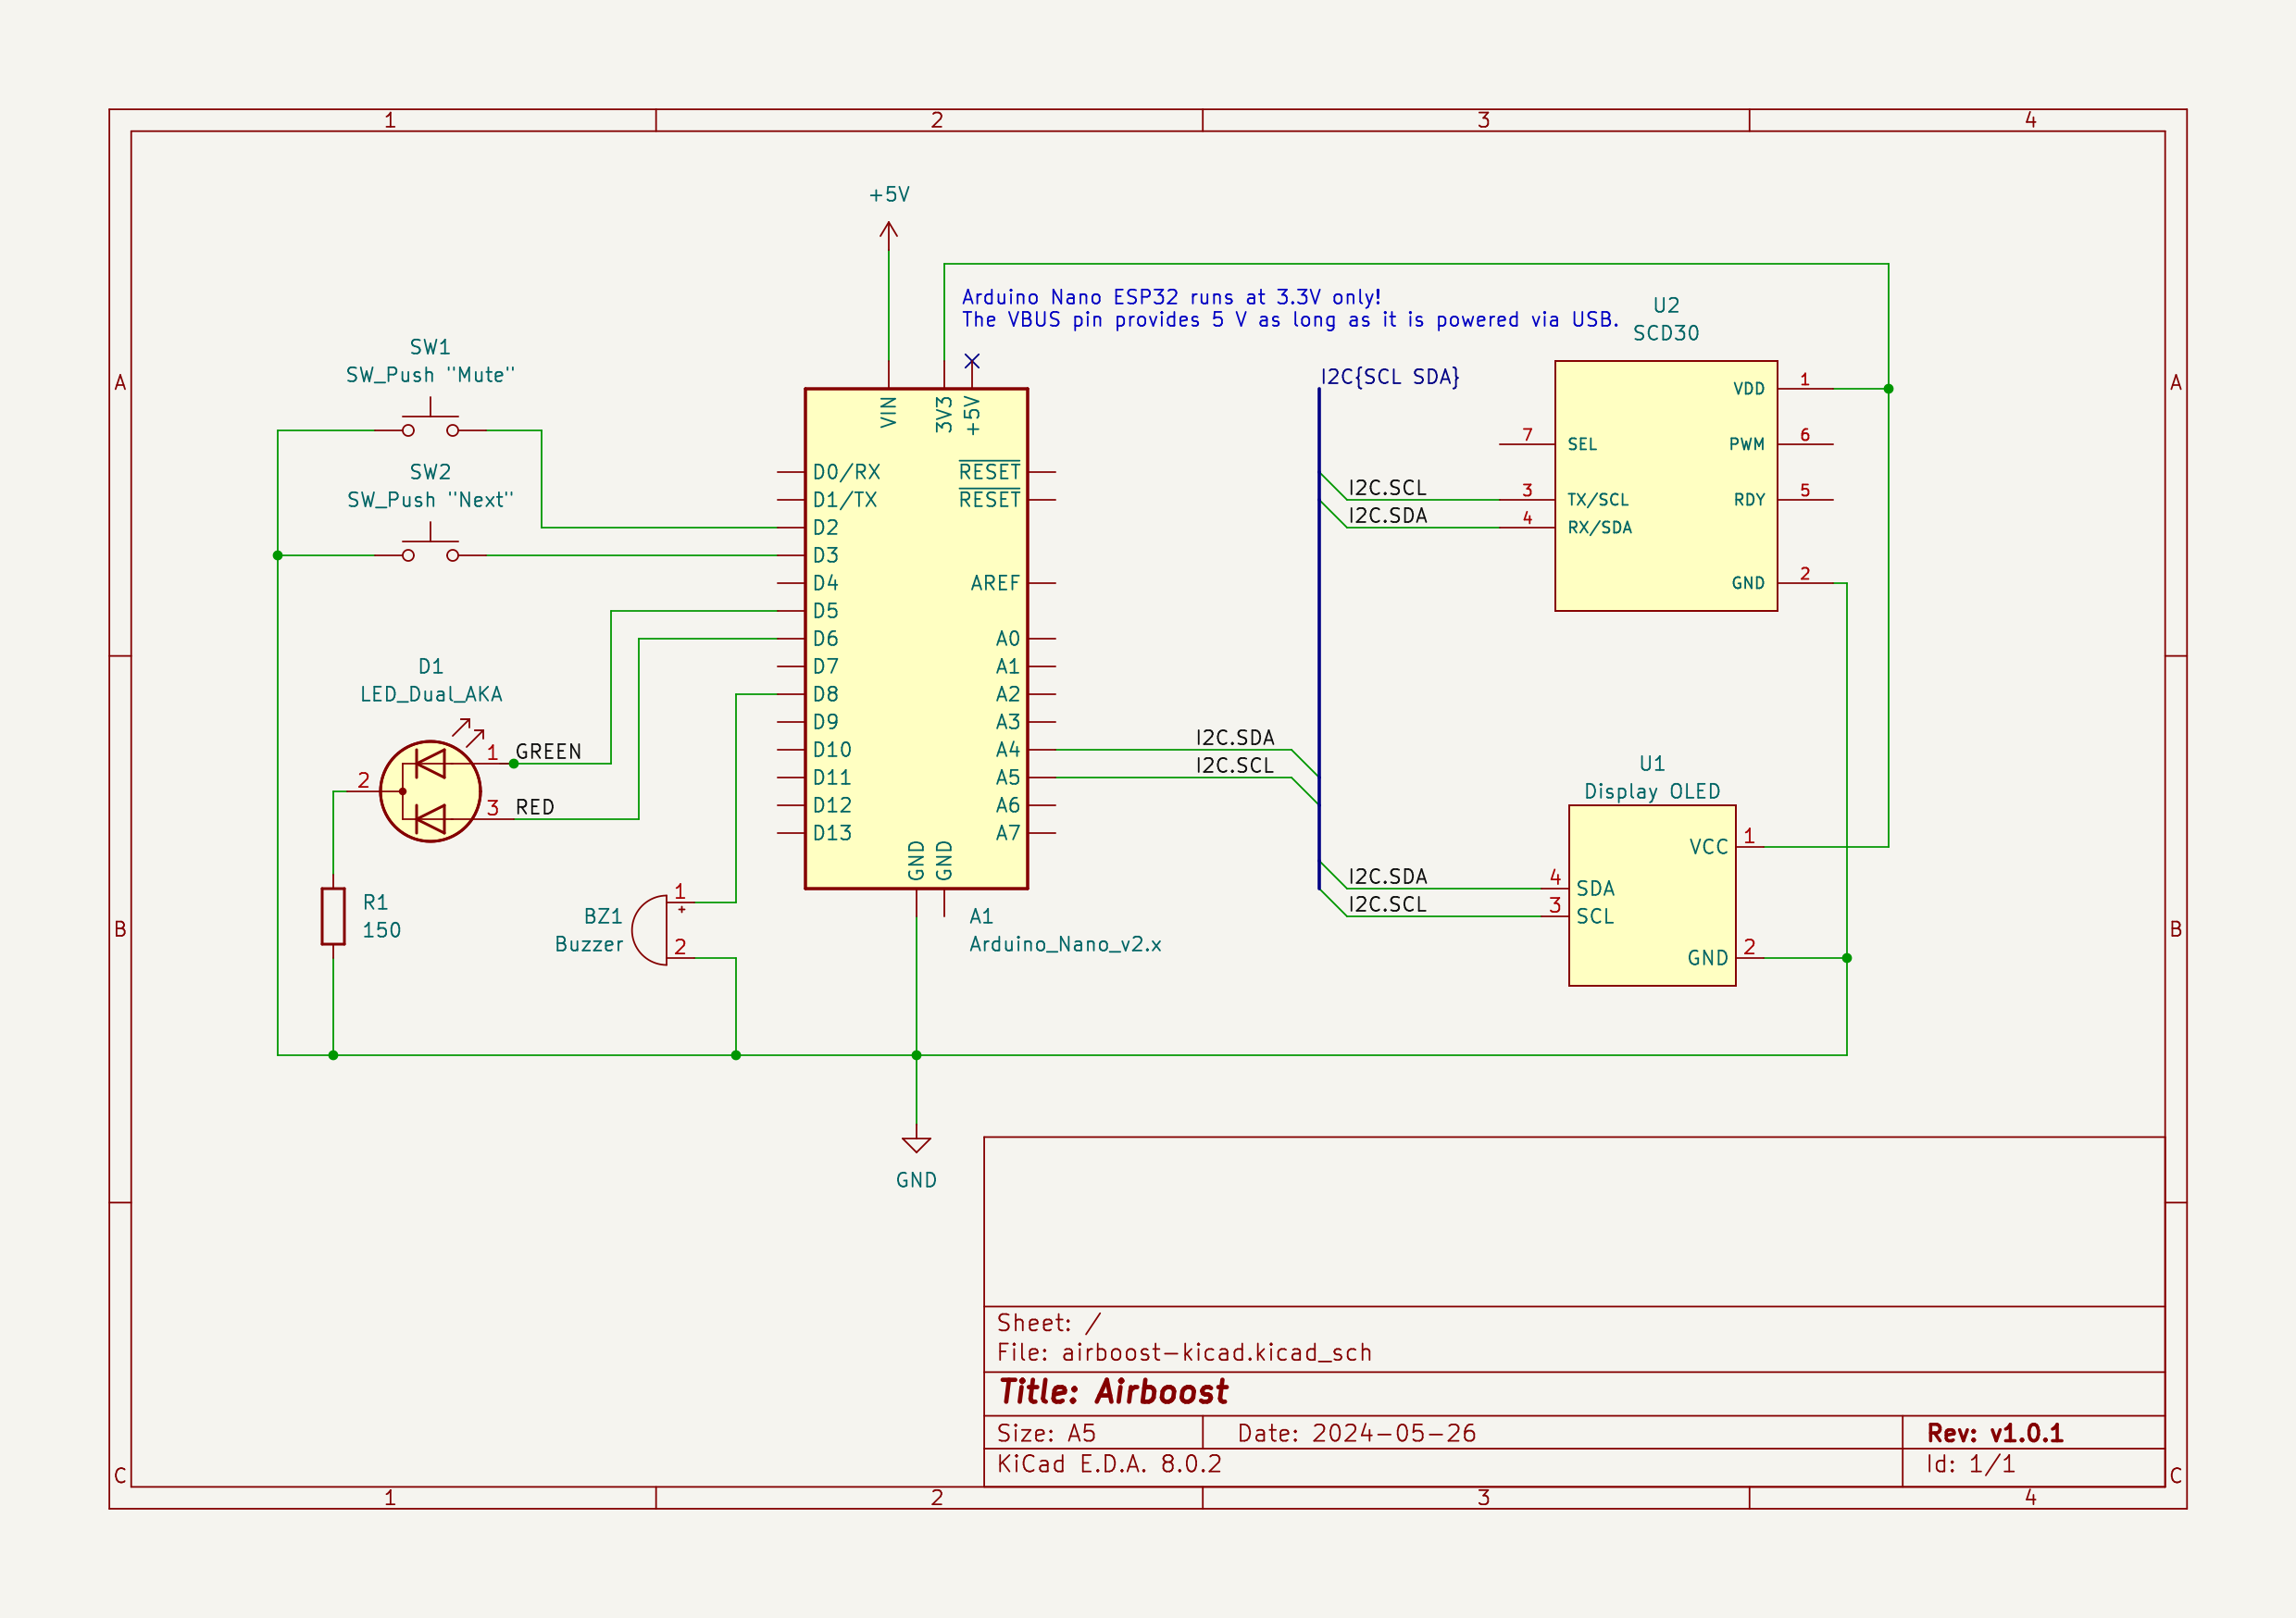 1 2 3 4
+5V
Arduino Nano ESP32 runs at 3.3V only!
The VBUS pin provides 5 V as long as it is powered via USB.
U2
SCD30
SW1
SW_Push "Mute"
A A
I2C{SCL SDA}
VIN 3V3 +5V
VDD 1
7 SEL PWM 6
SW2
SW_Push "Next"
D0/RX RESET
D1/TX RESET
D2
D3
D4 AREF
D5
D6 A0
D7 A1
D8 A2
D9 A3
D10 A4
D11 A5
D12 A6
D13 A7
GND GND
I2C.SCL 3 TX/SCL RDY 5
I2C.SDA 4 RX/SDA
GND 2
D1
LED_Dual_AKA
1 GREEN
2
3 RED
I2C.SDA
I2C.SCL
U1
Display OLED
VCC 1
I2C.SDA 4 SDA
I2C.SCL 3 SCL
GND 2
R1
150
BZ1
Buzzer
1
+
2
A1
Arduino_Nano_v2.x
B B
GND
Sheet: /
File: airboost-kicad.kicad_sch
Title: Airboost
Size: A5 Date: 2024-05-26 Rev: v1.0.1
KiCad E.D.A. 8.0.2 Id: 1/1
C C
1 2 3 4